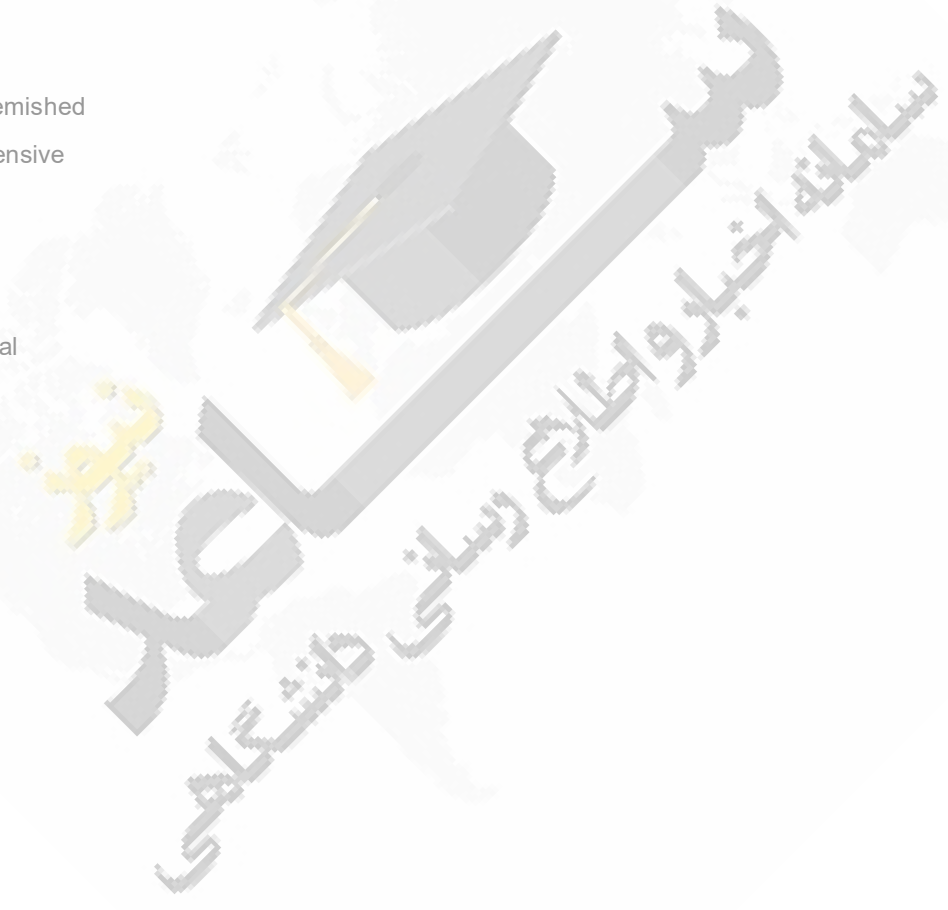 emished
ensive
al
نیوز
سامانه اخبار و اطلاع رسانی دانشگاهی